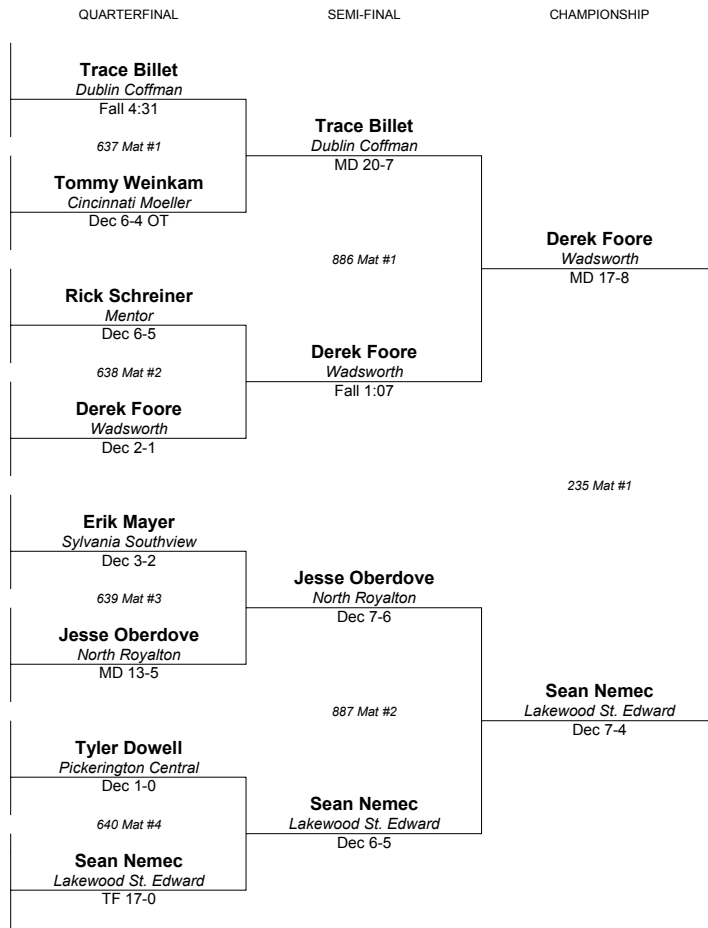 QUARTERFINAL
SEMI-FINAL
CHAMPIONSHIP
Trace Billet
Dublin Coffman
Fall 4:31
637 Mat #1
Tommy Weinkam
Cincinnati Moeller
Dec 6-4 OT
Rick Schreiner
Mentor
Dec 6-5
638 Mat #2
Derek Foore
Wadsworth
Dec 2-1
Erik Mayer
Sylvania Southview
Dec 3-2
639 Mat #3
Jesse Oberdove
North Royalton
MD 13-5
Tyler Dowell
Pickerington Central
Dec 1-0
640 Mat #4
Sean Nemec
Lakewood St. Edward
TF 17-0
Trace Billet
Dublin Coffman
MD 20-7
886 Mat #1
Derek Foore
Wadsworth
Fall 1:07
Jesse Oberdove
North Royalton
Dec 7-6
887 Mat #2
Sean Nemec
Lakewood St. Edward
Dec 6-5
Derek Foore
Wadsworth
MD 17-8
235 Mat #1
Sean Nemec
Lakewood St. Edward
Dec 7-4